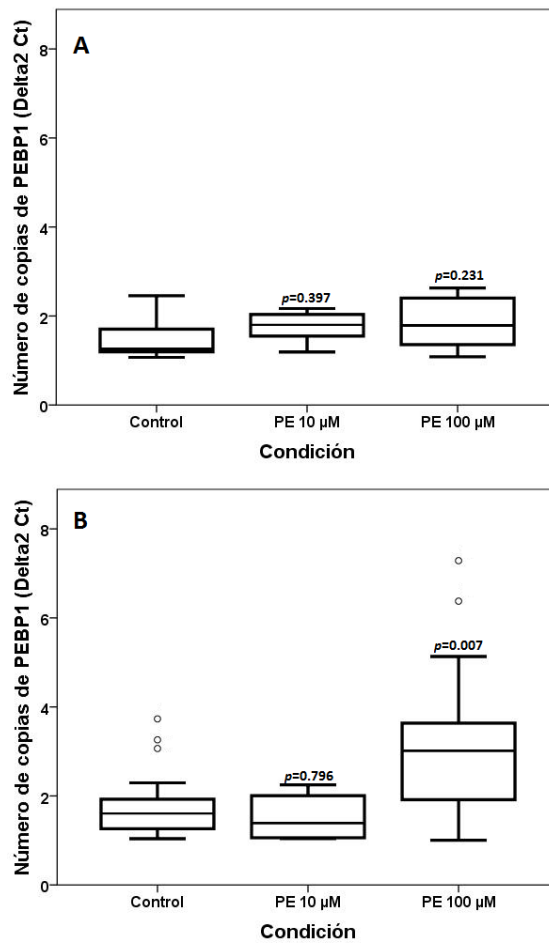 A
Número de copias de PEBP1 (Delta2 Ct)
8
6
4
2
0
p=0.397
p=0.231
Control
PE 10 µM
PE 100 µM
Condición
B
Número de copias de PEBP1 (Delta2 Ct)
8
6
4
2
0
p=0.007
p=0.796
Control
PE 10 µM
PE 100 µM
Condición